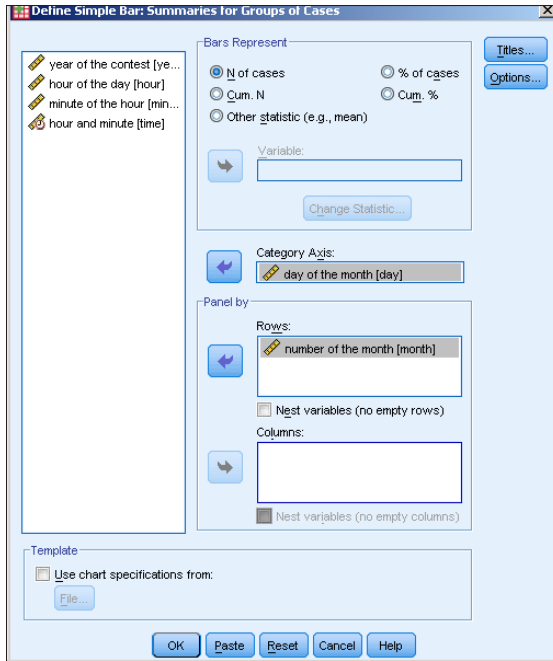 Define Simple Bar: Summaries for Groups of Cases
year of the contest [ye...
hour of the day [hour]
minute of the hour [min...
hour and minute [time]
Bars Represent
N of cases
% of cases
Cum. N
Cum. %
Other statistic (e.g., mean)
Variable:
Change Statistic...
Titles...
Options...
Category Axis:
day of the month [day]
Panel by
Rows:
number of the month [month]
Nest variables (no empty rows)
Columns:
Nest variables (no empty columns)
Template
Use chart specifications from:
File...
OK
Paste
Reset
Cancel
Help